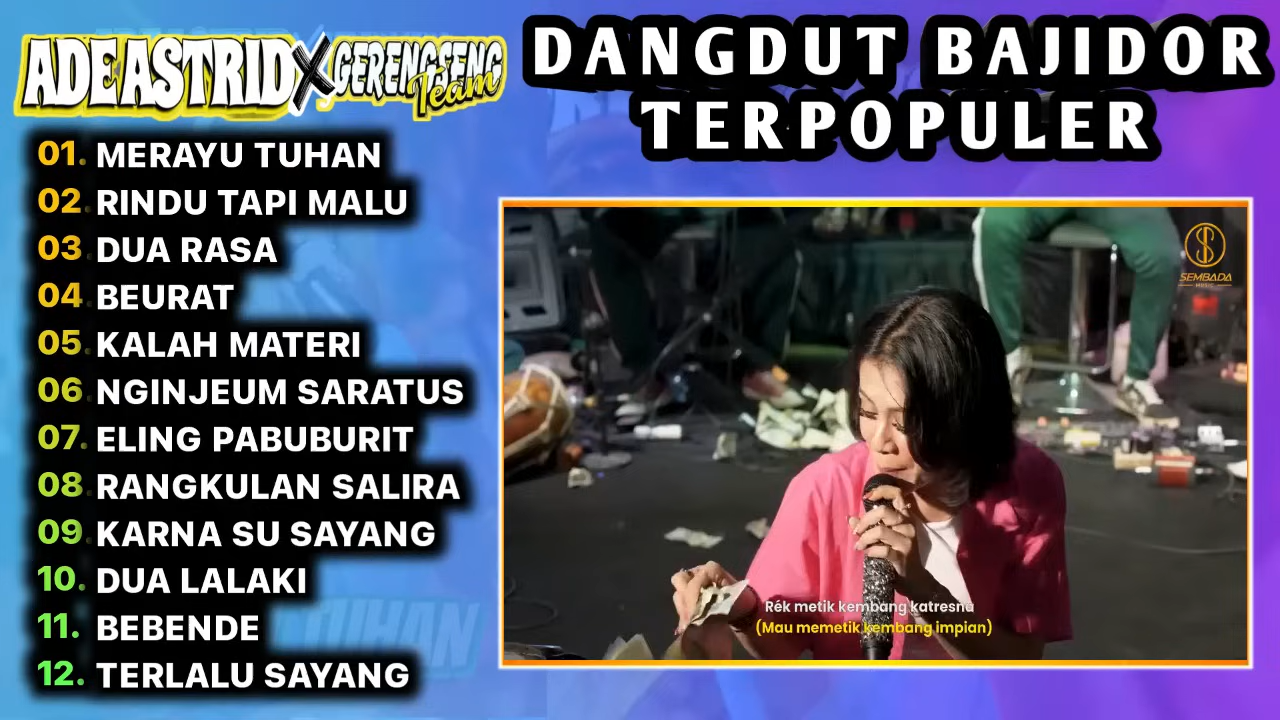 ADE ASTRID X GERENGSENG Team
DANGDUT BAJIDOR
TERPOPULER
01. MERAYU TUHAN
02. RINDU TAPI MALU
03. DUA RASA
04. BEURAT
05. KALAH MATERI
06. NGINJEUM SARATUS
07. ELING PABUBURIT
08. RANGKULAN SALIRA
09. KARNA SU SAYANG
10. DUA LALAKI
11. BEBENDE
12. TERLALU SAYANG
SEMBADA
MUSIC
Rék metik kembang katresna
(Mau memetik kembang impian)
TUHAN